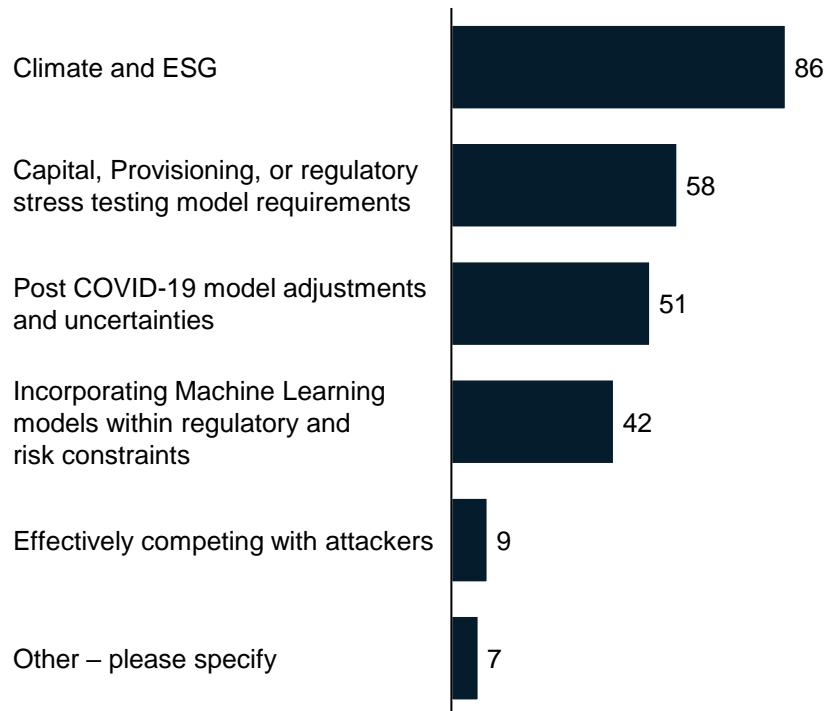 Climate and ESG
86
Capital, Provisioning, or regulatory
stress testing model requirements
58
Post COVID-19 model adjustments
and uncertainties
51
Incorporating Machine Learning
models within regulatory and
risk constraints
42
Effectively competing with attackers
9
Other – please specify
7